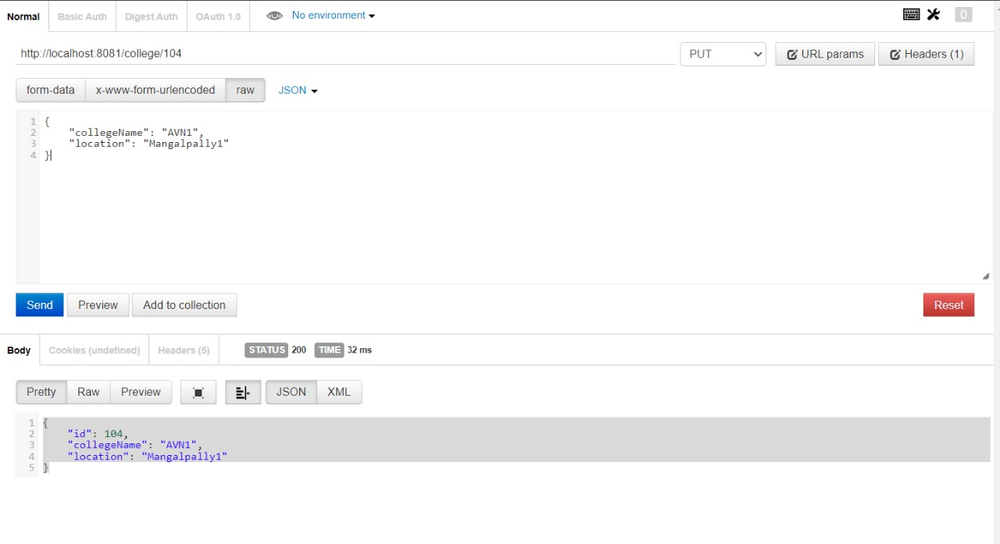 Normal Basic Auth Digest Auth OAuth 1.0 No environment 0
http://localhost:8081/college/104 PUT URL params Headers (1)
form-data x-www-form-urlencoded raw JSON
1 {
2 "collegeName": "AVN1",
3 "location": "Mangalpally1"
4 }
Send Preview Add to collection Reset
Body Cookies (undefined) Headers (5) STATUS 200 TIME 32 ms
Pretty Raw Preview JSON XML
1 {
2 "id": 104,
3 "collegeName": "AVN1",
4 "location": "Mangalpally1"
5 }